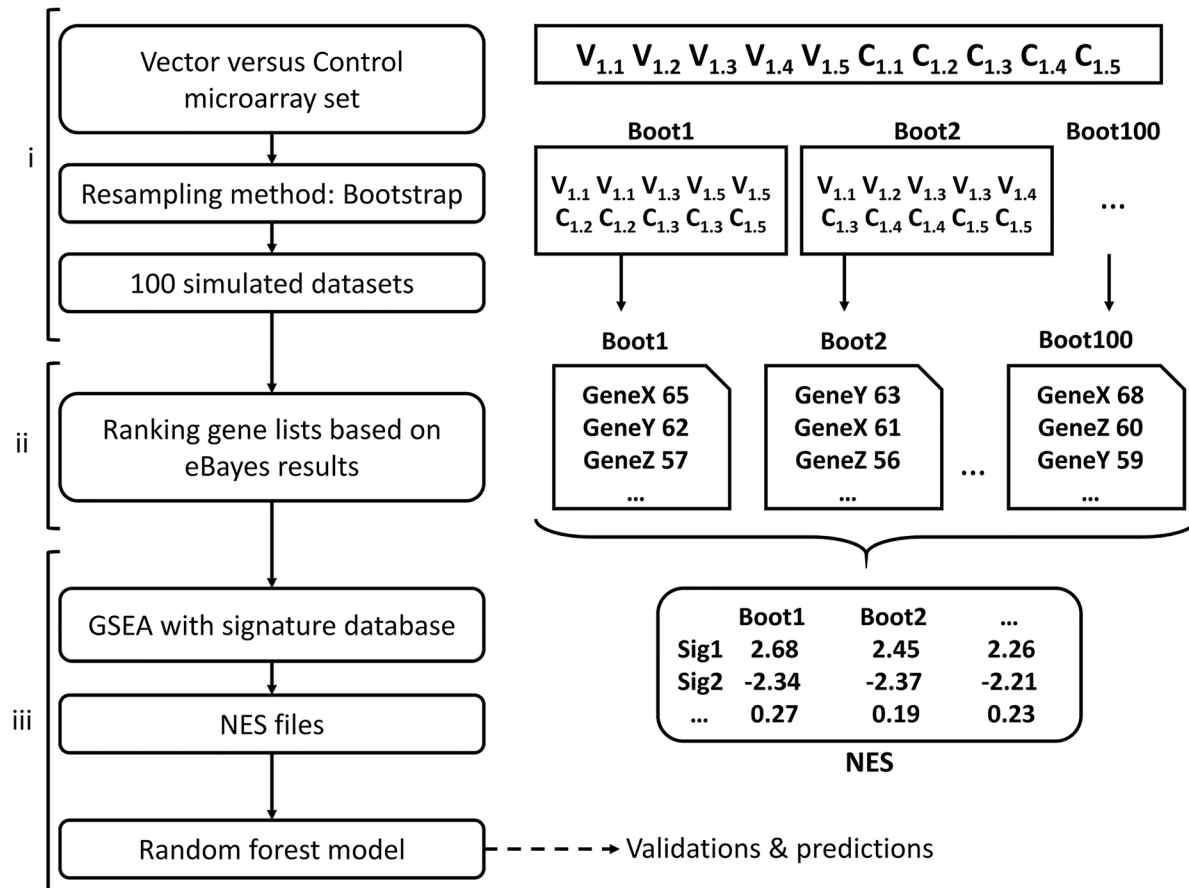 i
Vector versus Control
microarray set
Resampling method: Bootstrap
100 simulated datasets
ii
Ranking gene lists based on
eBayes results
iii
GSEA with signature database
NES files
Random forest model
Validations & predictions
V1.1 V1.2 V1.3 V1.4 V1.5 C1.1 C1.2 C1.3 C1.4 C1.5
Boot1 Boot2 Boot100
V1.1 V1.1 V1.3 V1.5 V1.5
C1.2 C1.2 C1.3 C1.3 C1.5
V1.1 V1.2 V1.3 V1.3 V1.4
C1.3 C1.4 C1.4 C1.5 C1.5
...
Boot1 Boot2 Boot100
GeneX 65
GeneY 62
GeneZ 57
...
GeneY 63
GeneX 61
GeneZ 56
...
...
GeneX 68
GeneZ 60
GeneY 59
...
Boot1 Boot2 ...
Sig1 2.68 2.45 2.26
Sig2 -2.34 -2.37 -2.21
... 0.27 0.19 0.23
NES